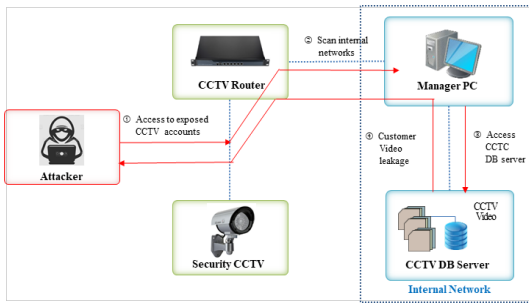 ② Scan internal
networks
CCTV Router
Manager PC
① Access to exposed
CCTV accounts
Attacker
④ Customer
Video
leakage
③ Access
CCTC
DB server
Security CCTV
CCTV
Video
CCTV DB Server
Internal Network